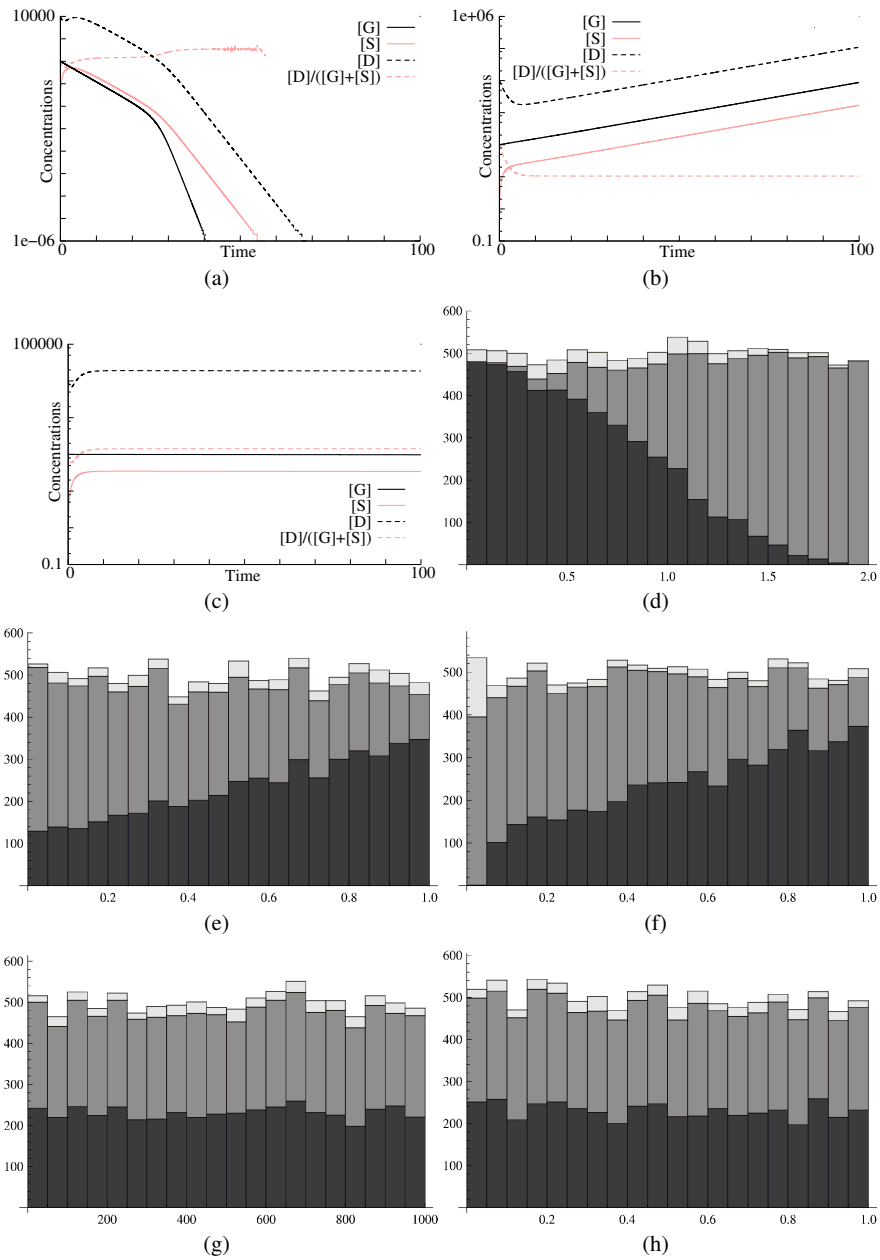 10000
Concentrations
1e−06
0
Time
100
[G]
[S]
[D]
[D]/([G]+[S])
(a)
1e+06
Concentrations
0.1
0
Time
100
[G]
[S]
[D]
[D]/([G]+[S])
(b)
100000
Concentrations
0.1
0
Time
100
[G]
[S]
[D]
[D]/([G]+[S])
(c)
600
500
400
300
200
100
0.5 1.0 1.5 2.0
(d)
600
500
400
300
200
100
0.2 0.4 0.6 0.8 1.0
(e)
500
400
300
200
100
0.2 0.4 0.6 0.8 1.0
(f)
600
500
400
300
200
100
200 400 600 800 1000
(g)
600
500
400
300
200
100
0.2 0.4 0.6 0.8 1.0
(h)